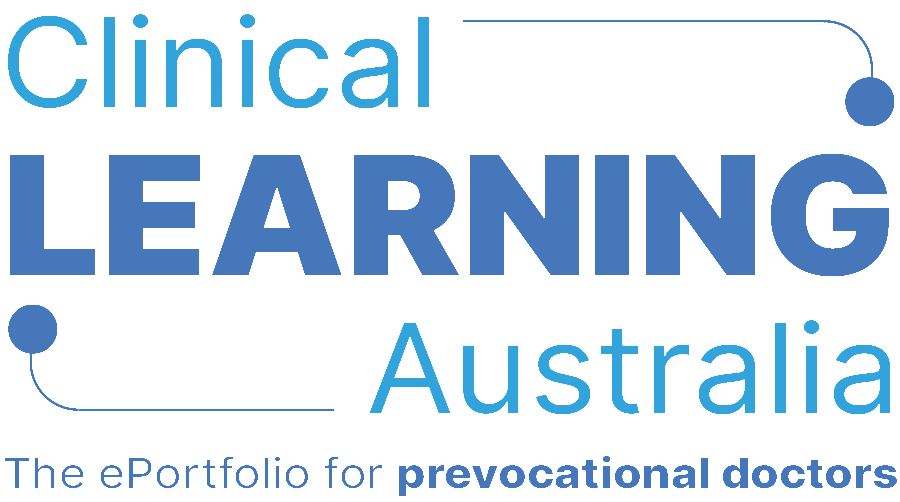 Clinical
LEARNING
Australia
The ePortfolio for prevocational doctors